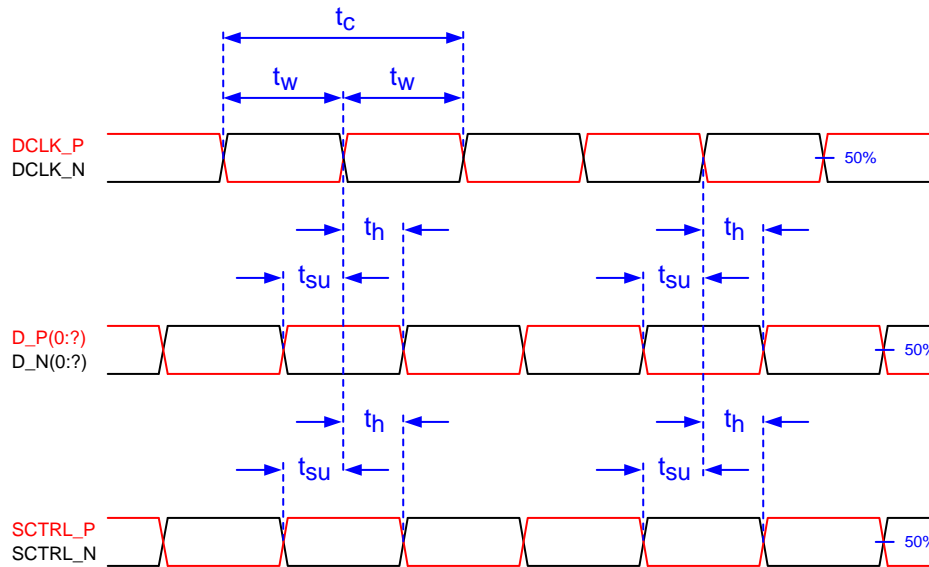 tc
tw tw
DCLK_P
DCLK_N
50%
th th
tsu tsu
D_P(0:?)
D_N(0:?)
50%
th th
tsu tsu
SCTRL_P
SCTRL_N
50%